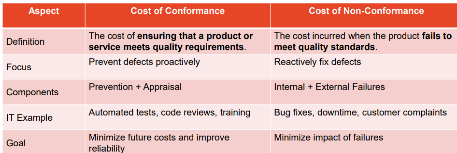 Aspect Cost of Conformance Cost of Non-Conformance
Definition The cost of ensuring that a product or service meets quality requirements. The cost incurred when the product fails to meet quality standards.
Focus Prevent defects proactively Reactively fix defects
Components Prevention + Appraisal Internal + External Failures
IT Example Automated tests, code reviews, training Bug fixes, downtime, customer complaints
Goal Minimize future costs and improve reliability Minimize impact of failures